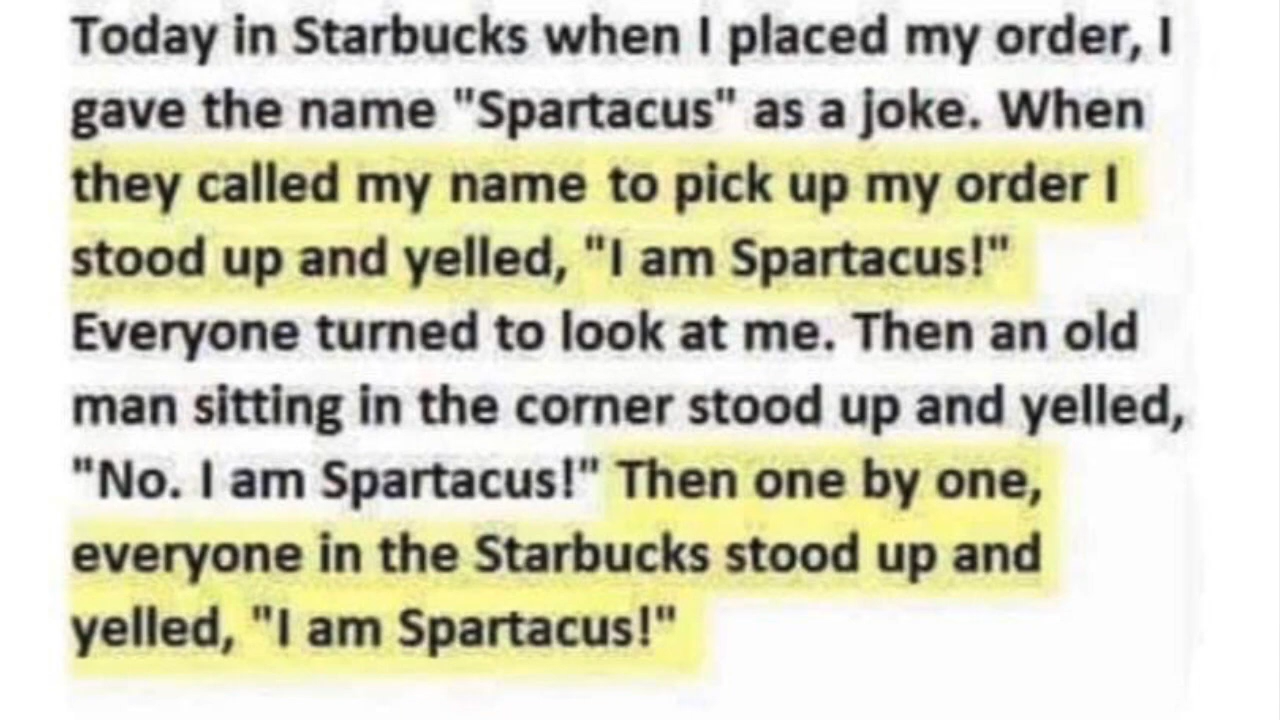 Today in Starbucks when I placed my order, I
gave the name "Spartacus" as a joke. When
they called my name to pick up my order I
stood up and yelled, "I am Spartacus!"
Everyone turned to look at me. Then an old
man sitting in the corner stood up and yelled,
"No. I am Spartacus!" Then one by one,
everyone in the Starbucks stood up and
yelled, "I am Spartacus!"